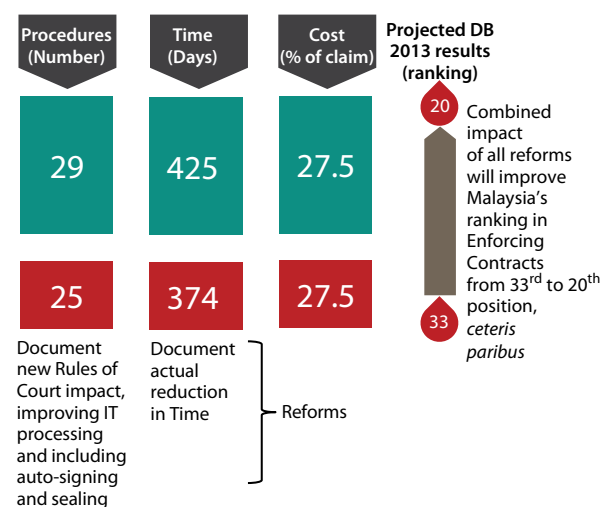 Procedures
(Number)
Time
(Days)
Cost
(% of claim)
Projected DB
2013 results
(ranking)
29
425
27.5
20
Combined
impact
of all reforms
will improve
Malaysia's
ranking in
Enforcing
Contracts
from 33rd to 20th
position,
ceteris
paribus
33
25
374
27.5
Document
new Rules of
Court impact,
improving IT
processing
and including
auto-signing
and sealing
Document
actual
reduction
in Time
Reforms